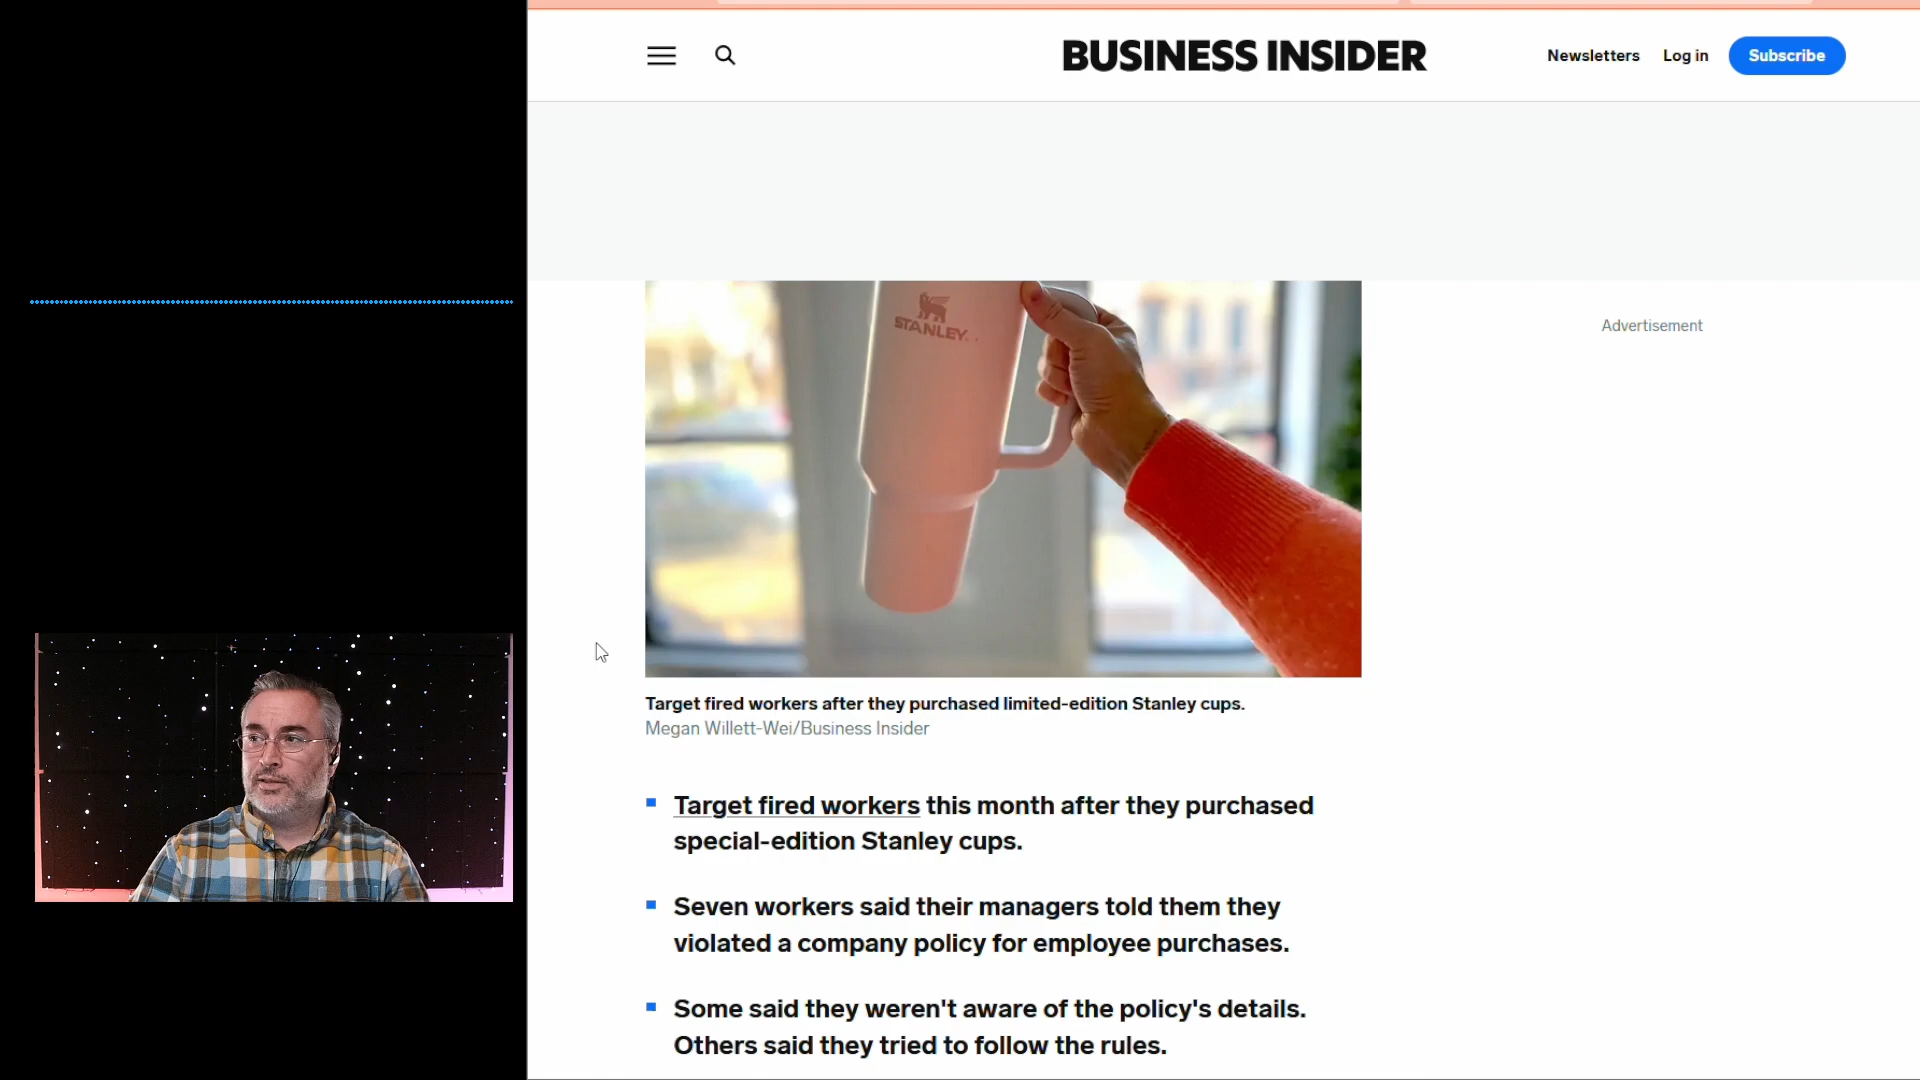 BUSINESS INSIDER
Newsletters
Log in
Subscribe
Advertisement
STANLEY
Target fired workers after they purchased limited-edition Stanley cups.
Megan Willett-Wei/Business Insider
Target fired workers this month after they purchased
special-edition Stanley cups.
Seven workers said their managers told them they
violated a company policy for employee purchases.
Some said they weren't aware of the policy's details.
Others said they tried to follow the rules.